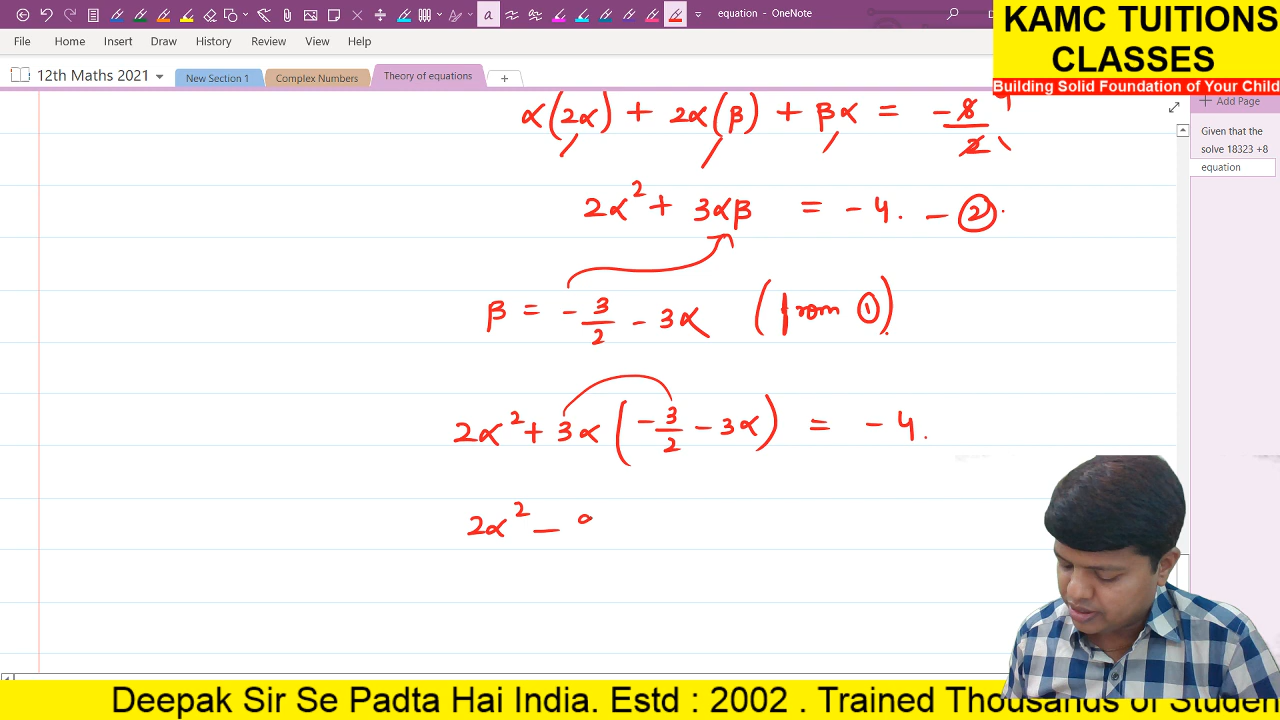 equation - OneNote
File Home Insert Draw History Review View Help
KAMC TUITIONS
CLASSES
Building Solid Foundation of Your Child
12th Maths 2021 New Section 1 Complex Numbers Theory of equations +
+ Add Page
Given that the
solve 18323 +8
equation
α(2α) + 2α(β) + βα = -8/2 4 1
2α² + 3αβ = -4. - ②.
β = -3/2 - 3α (from ①)
2α² + 3α(-3/2 - 3α) = -4.
2α² -
Deepak Sir Se Padta Hai India. Estd : 2002 . Trained Thousands of Studen